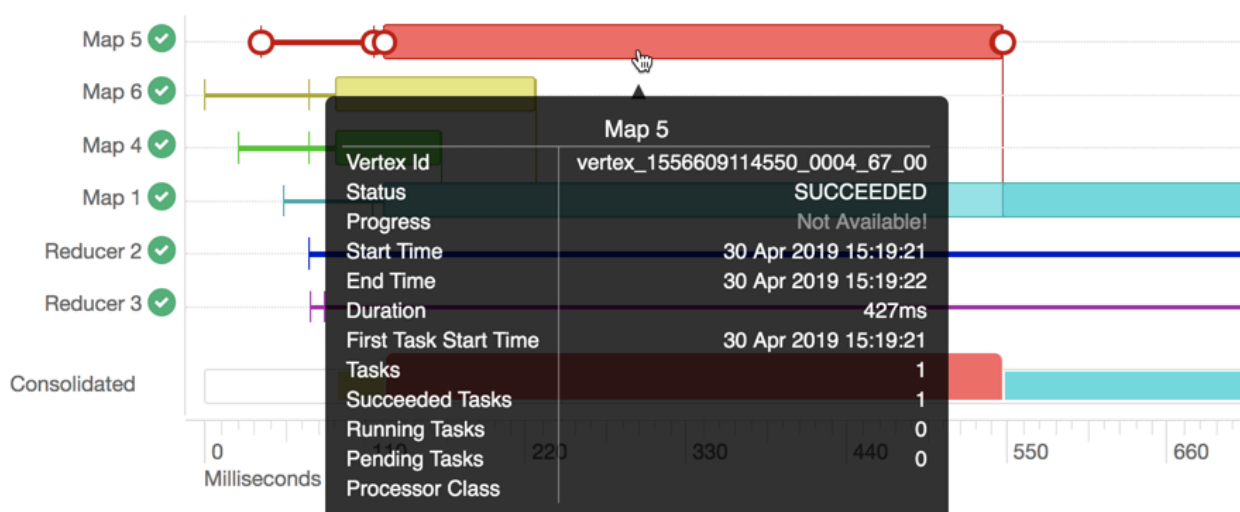 Map 5
Map 6
Map 5
Map 4
Vertex Id vertex_1556609114550_0004_67_00
Status SUCCEEDED
Map 1
Progress Not Available!
Reducer 2
Start Time 30 Apr 2019 15:19:21
End Time 30 Apr 2019 15:19:22
Reducer 3
Duration 427ms
First Task Start Time 30 Apr 2019 15:19:21
Tasks 1
Consolidated
Succeeded Tasks 1
Running Tasks 0
0 110 220 330 440 550 660
Pending Tasks 0
Milliseconds
Processor Class